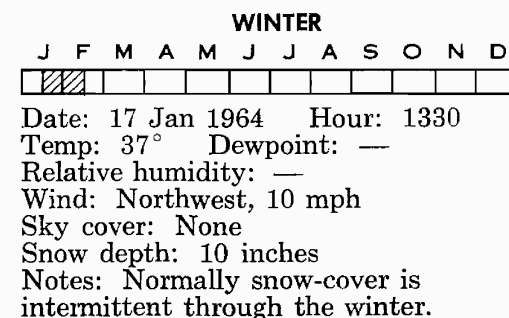 WINTER
J F M A M J J A S O N D
Date: 17 Jan 1964 Hour: 1330
Temp: 37° Dewpoint: —
Relative humidity: —
Wind: Northwest, 10 mph
Sky cover: None
Snow depth: 10 inches
Notes: Normally snow-cover is
intermittent through the winter.